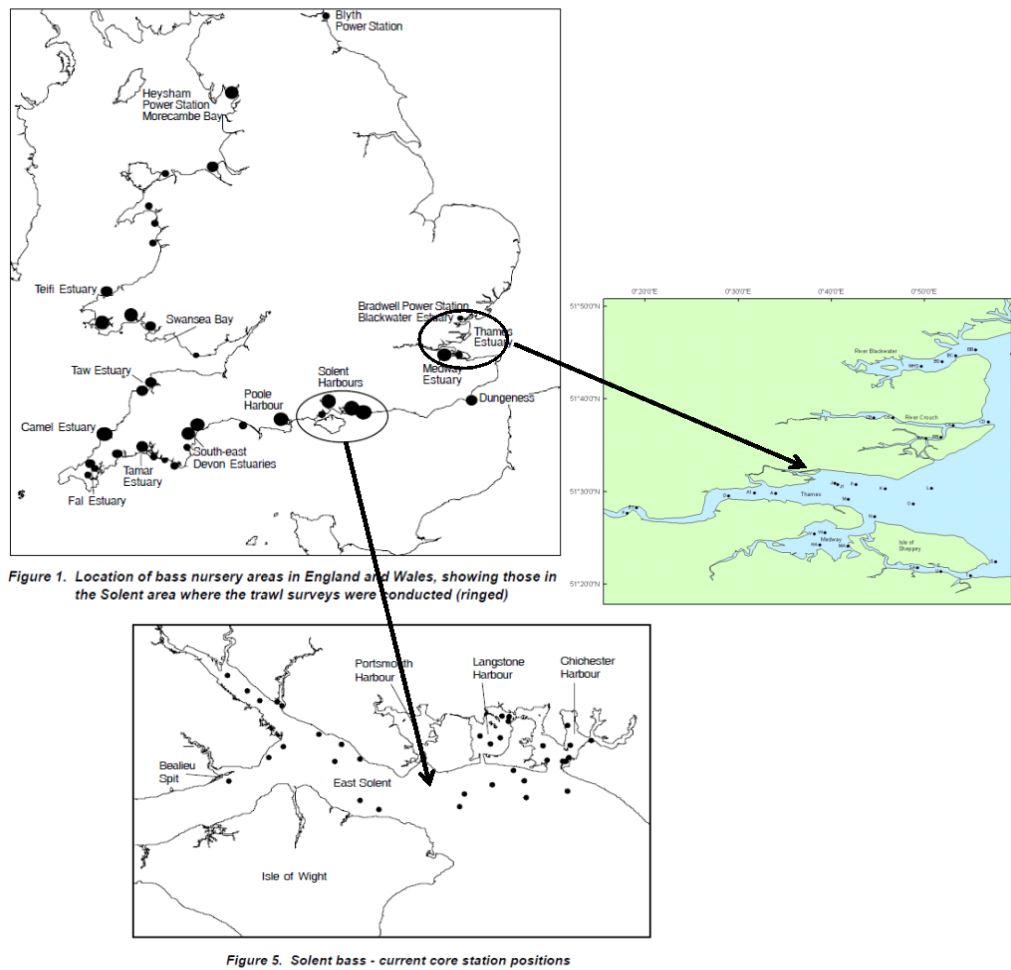 Blyth
Power Station
Heysham
Power Station
Morecambe Bay
Teifi Estuary
Swansea Bay
Bradwell Power Station
Blackwater Estuary
Thames
Estuary
Medway
Estuary
Taw Estuary
Poole
Harbour
Solent
Harbours
Dungeness
Camel Estuary
South-east
Devon Estuaries
Tamar
Estuary
Fal Estuary
Figure 1. Location of bass nursery areas in England and Wales, showing those in
the Solent area where the trawl surveys were conducted (ringed)
0°20'0"E
0°30'0"E
0°40'0"E
0°50'0"E
51°50'0"N
51°40'0"N
51°30'0"N
51°20'0"N
River Blackwater
River Crouch
Thames
Medway
Isle of
Sheppey
Portsmouth
Harbour
Langstone
Harbour
Chichester
Harbour
Bealieu
Spit
East Solent
Isle of Wight
Figure 5. Solent bass - current core station positions